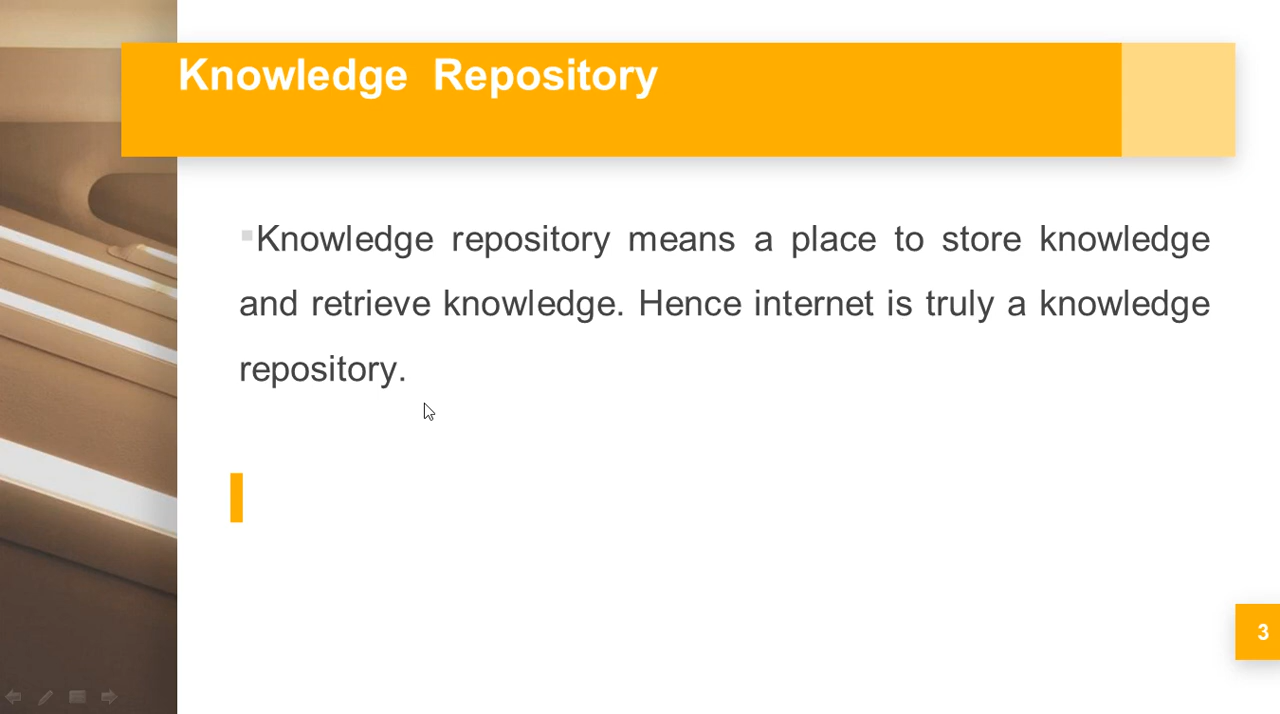 Knowledge Repository
Knowledge repository means a place to store knowledge
and retrieve knowledge. Hence internet is truly a knowledge
repository.
3